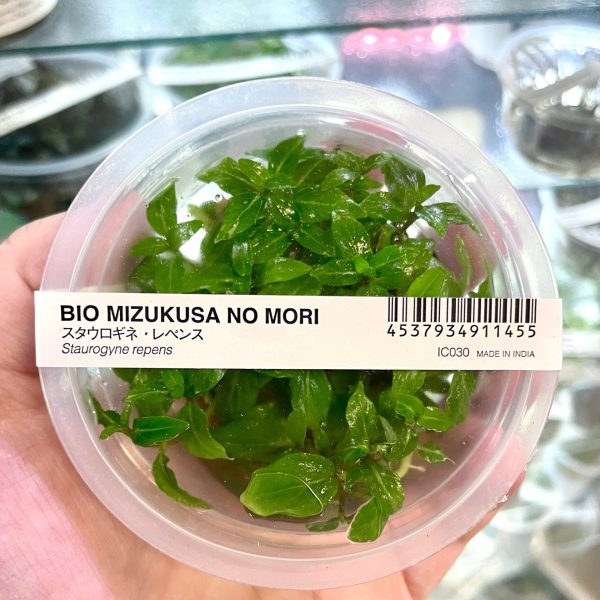 BIO MIZUKUSA NO MORI
スタウロギネ・レペンス
Staurogyne repens
4537934911455
IC030 MADE IN INDIA